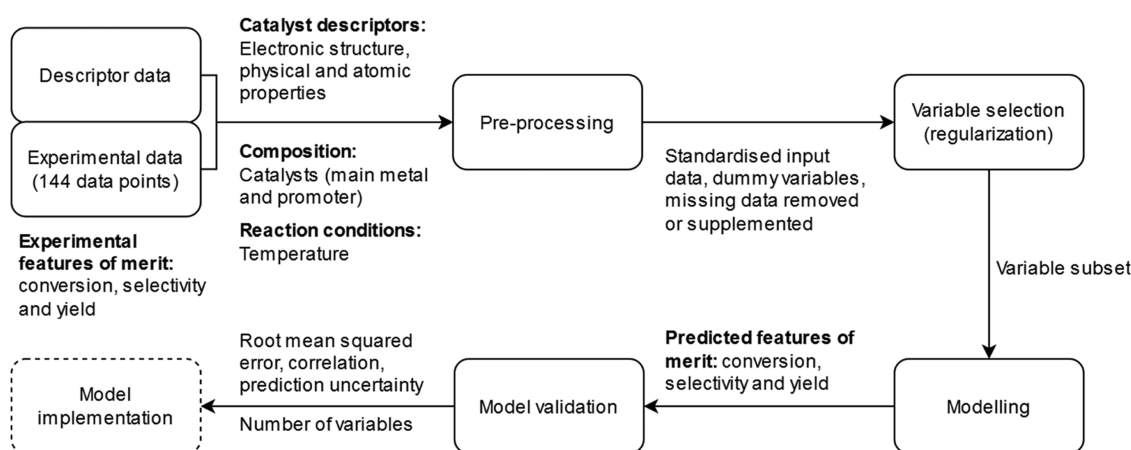 Descriptor data
Experimental data
(144 data points)
Experimental
features of merit:
conversion, selectivity
and yield
Catalyst descriptors:
Electronic structure,
physical and atomic
properties
Composition:
Catalysts (main metal
and promoter)
Reaction conditions:
Temperature
Pre-processing
Standardised input
data, dummy variables,
missing data removed
or supplemented
Variable selection
(regularization)
Variable subset
Modelling
Predicted features of
merit: conversion,
selectivity and yield
Model validation
Root mean squared
error, correlation,
prediction uncertainty
Number of variables
Model
implementation